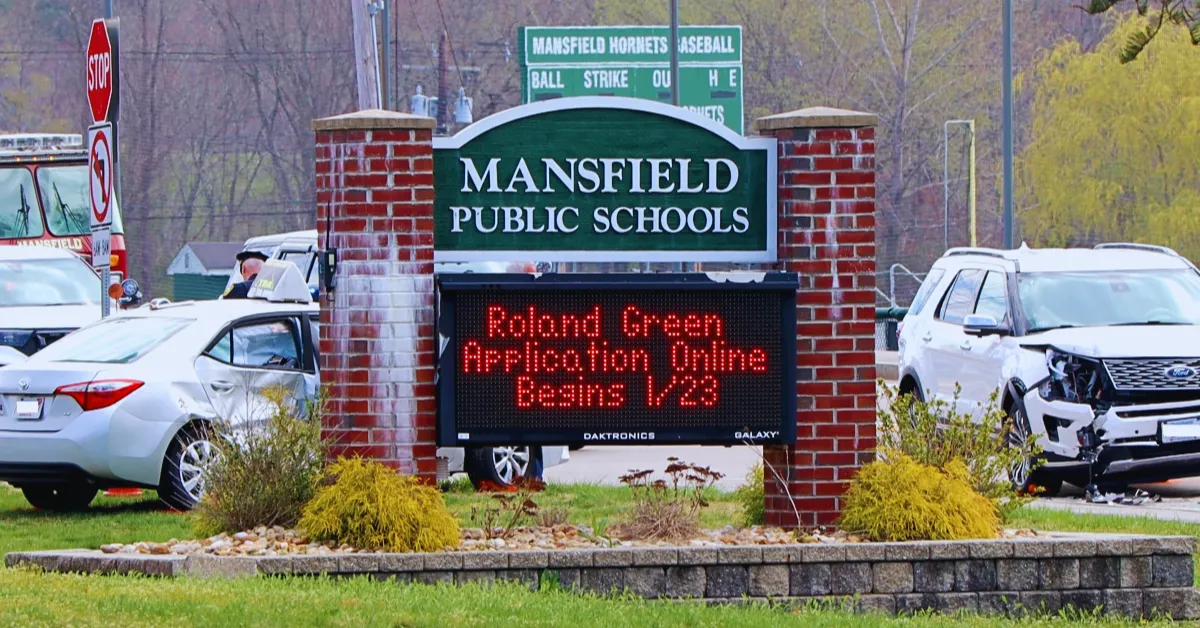 STOP
MANSFIELD HORNETS BASEBALL
BALL STRIKE OU H E
MANSFIELD
PUBLIC SCHOOLS
MANSFIELD
Roland Green
Application Online
Begins 1/23
DAKTRONICS GALAXY
Ford